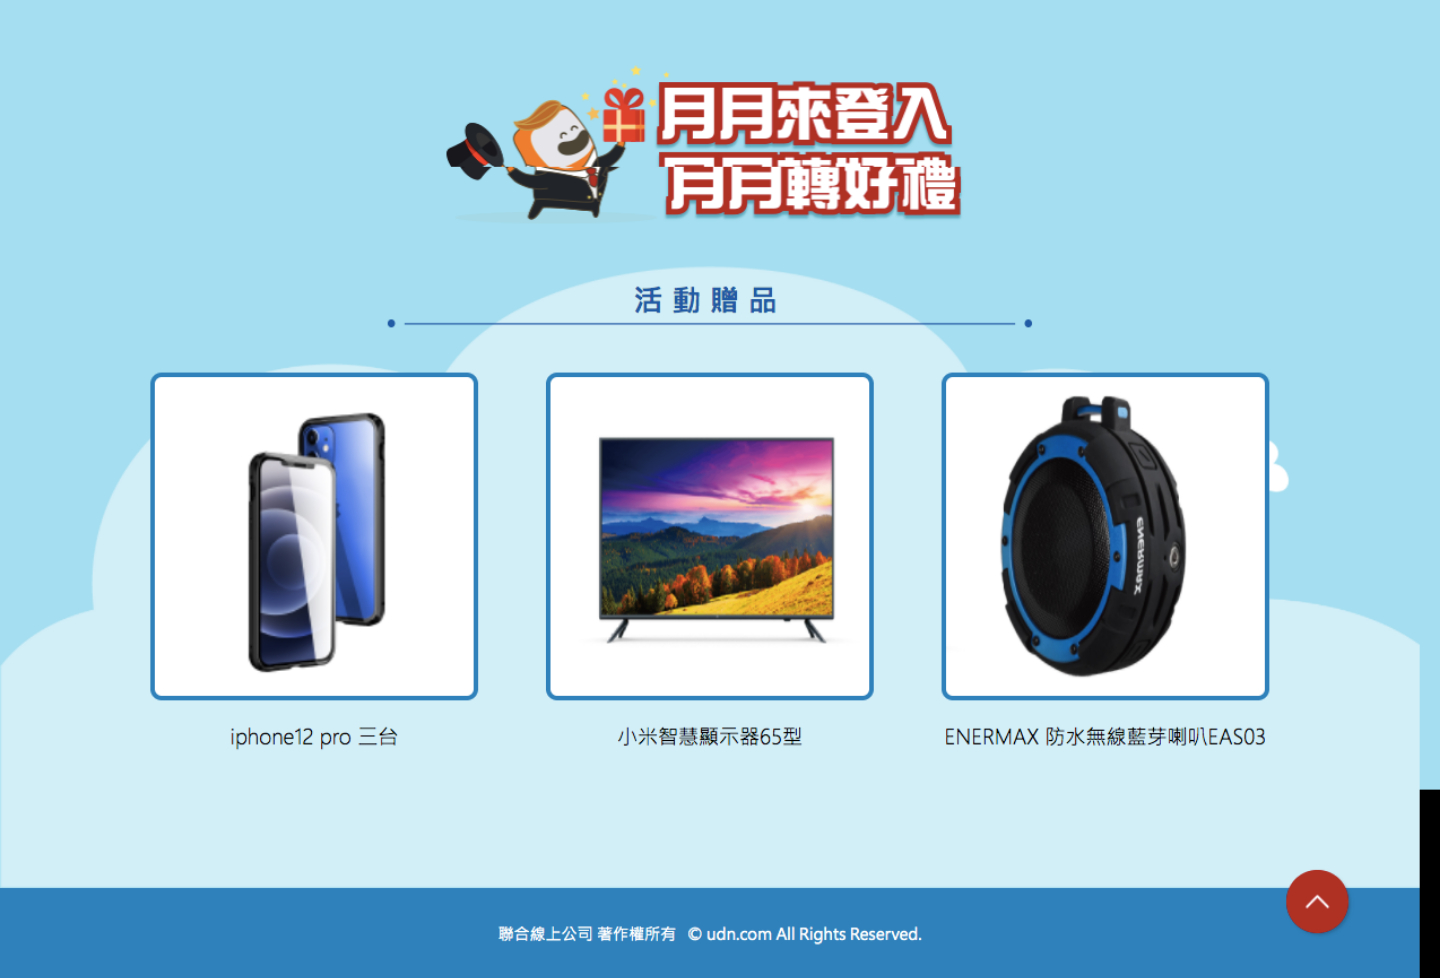 月月來登入
月月轉好禮
活動贈品
ENERMAX
iphone12 pro 三台
小米智慧顯示器65型
ENERMAX 防水無線藍芽喇叭EAS03
聯合線上公司 著作權所有 © udn.com All Rights Reserved.